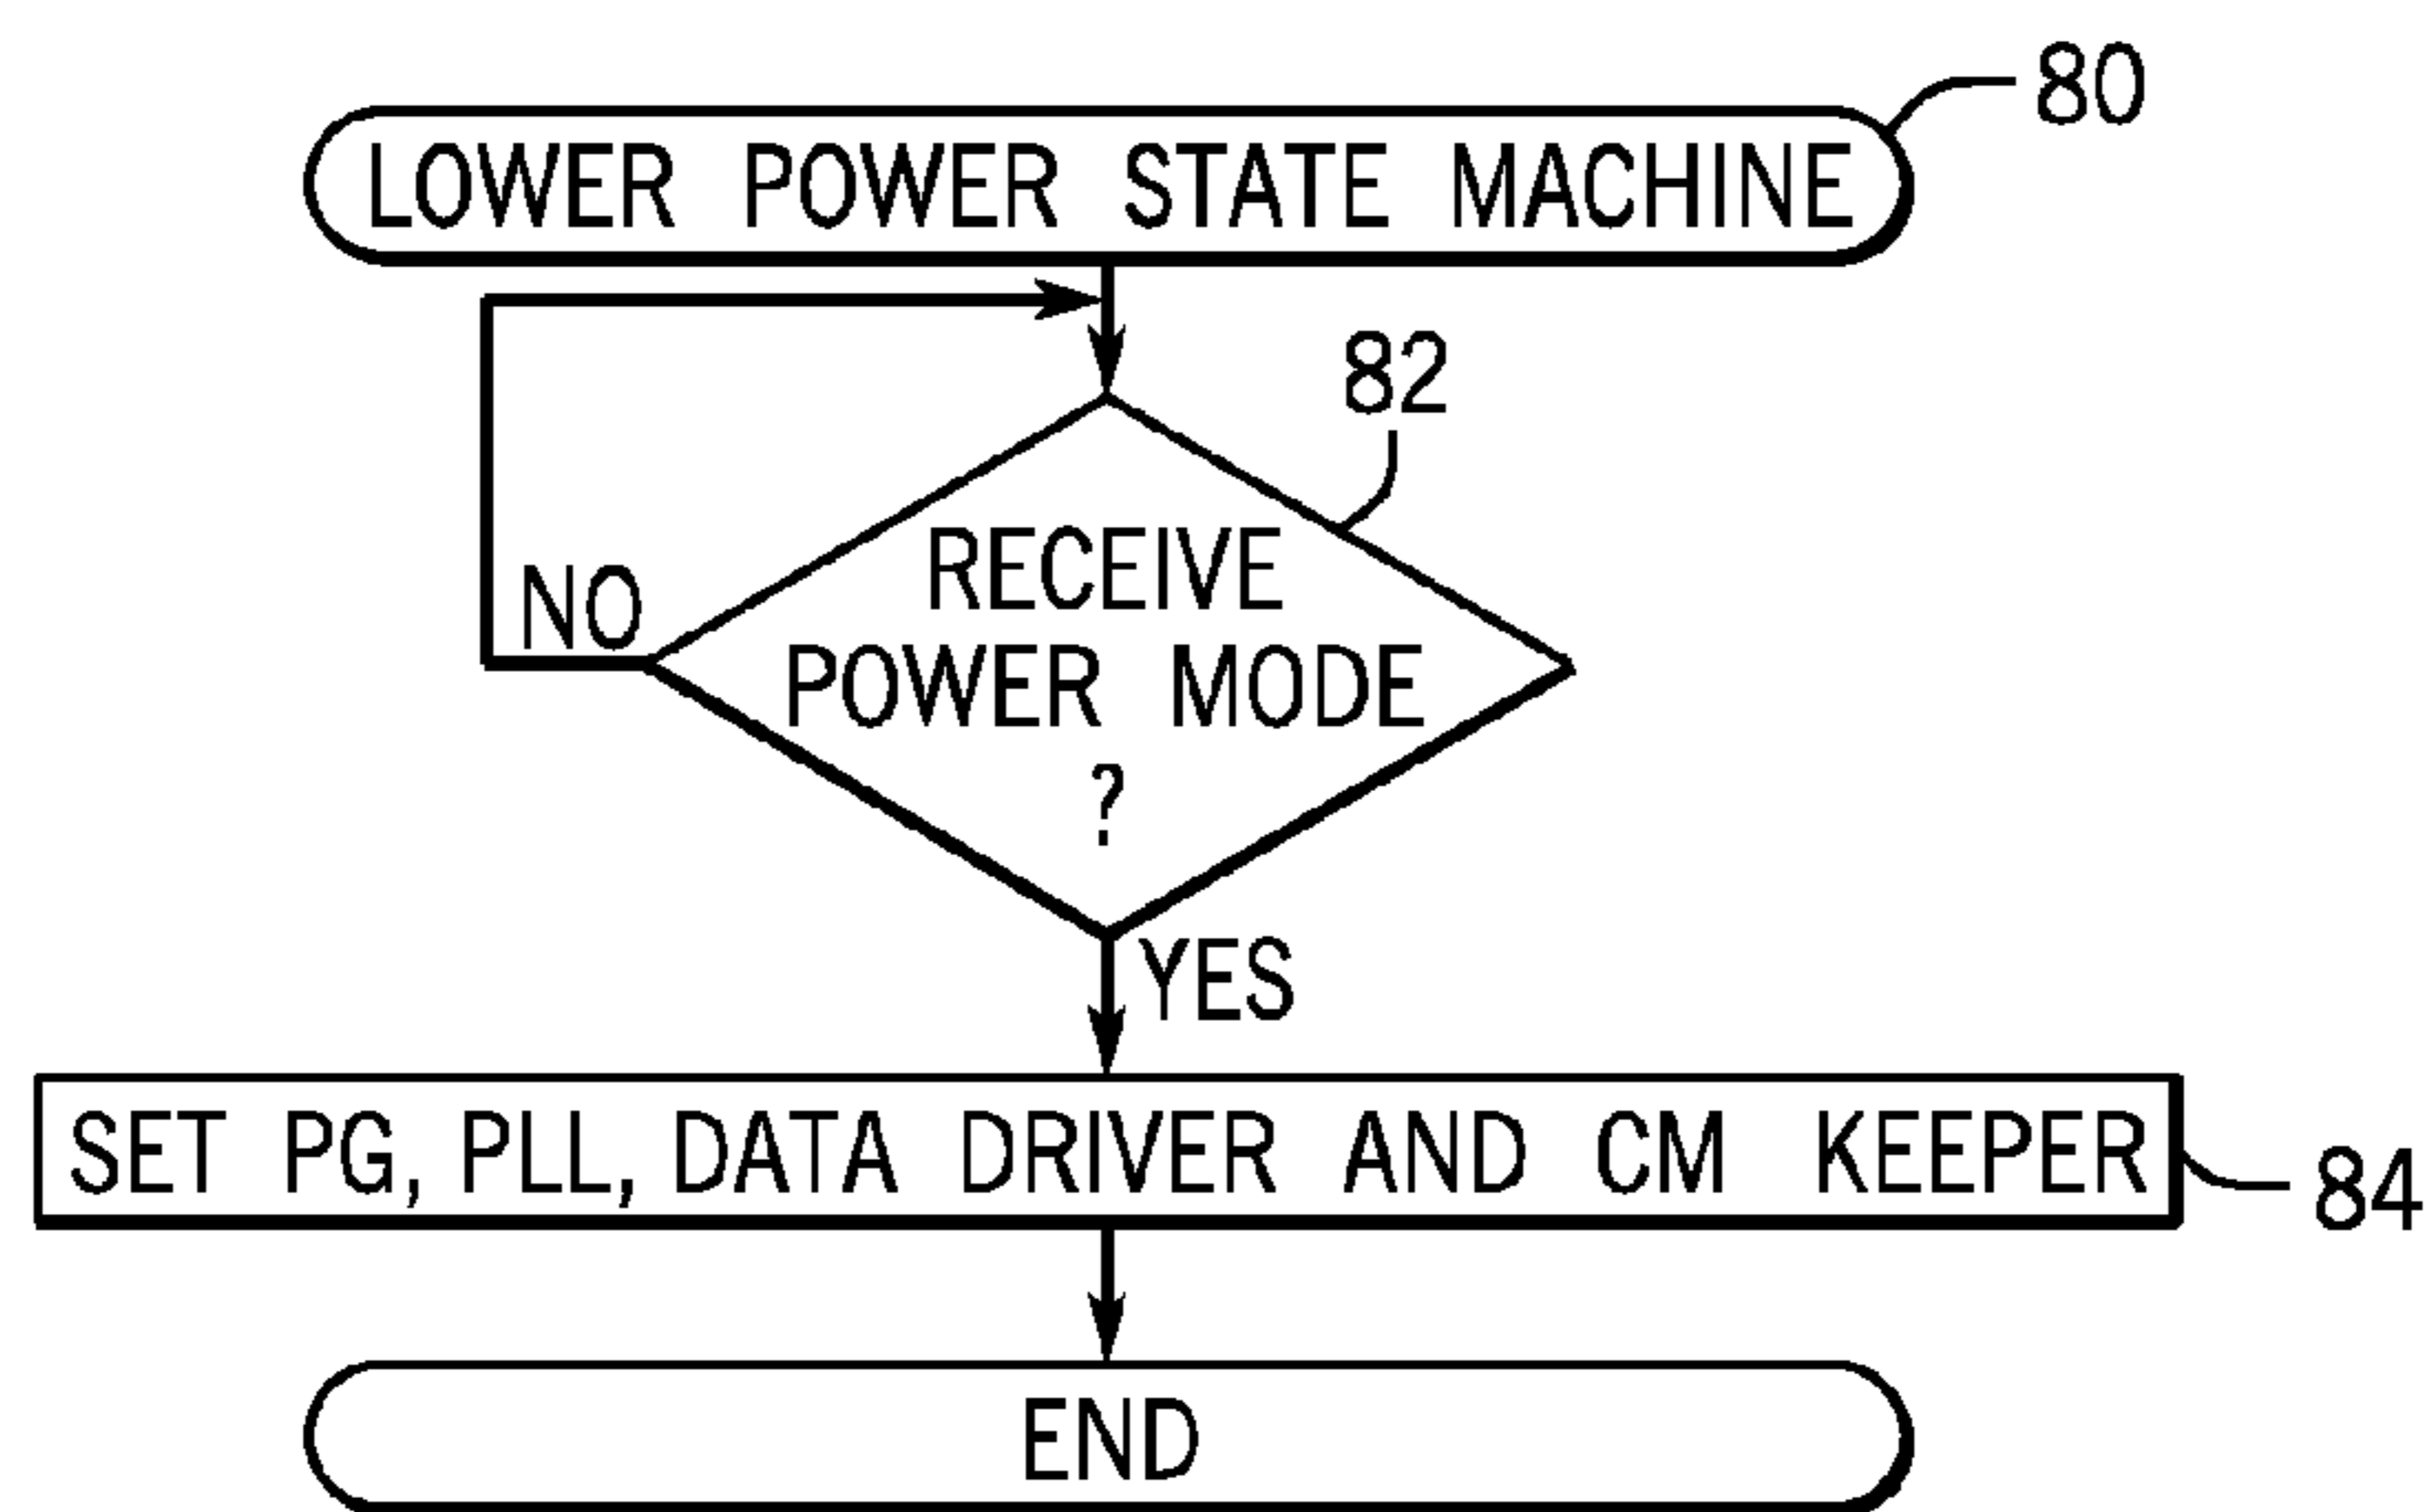 80
LOWER POWER STATE MACHINE
82
RECEIVE
POWER MODE
?
NO
YES
SET PG, PLL, DATA DRIVER AND CM KEEPER
84
END